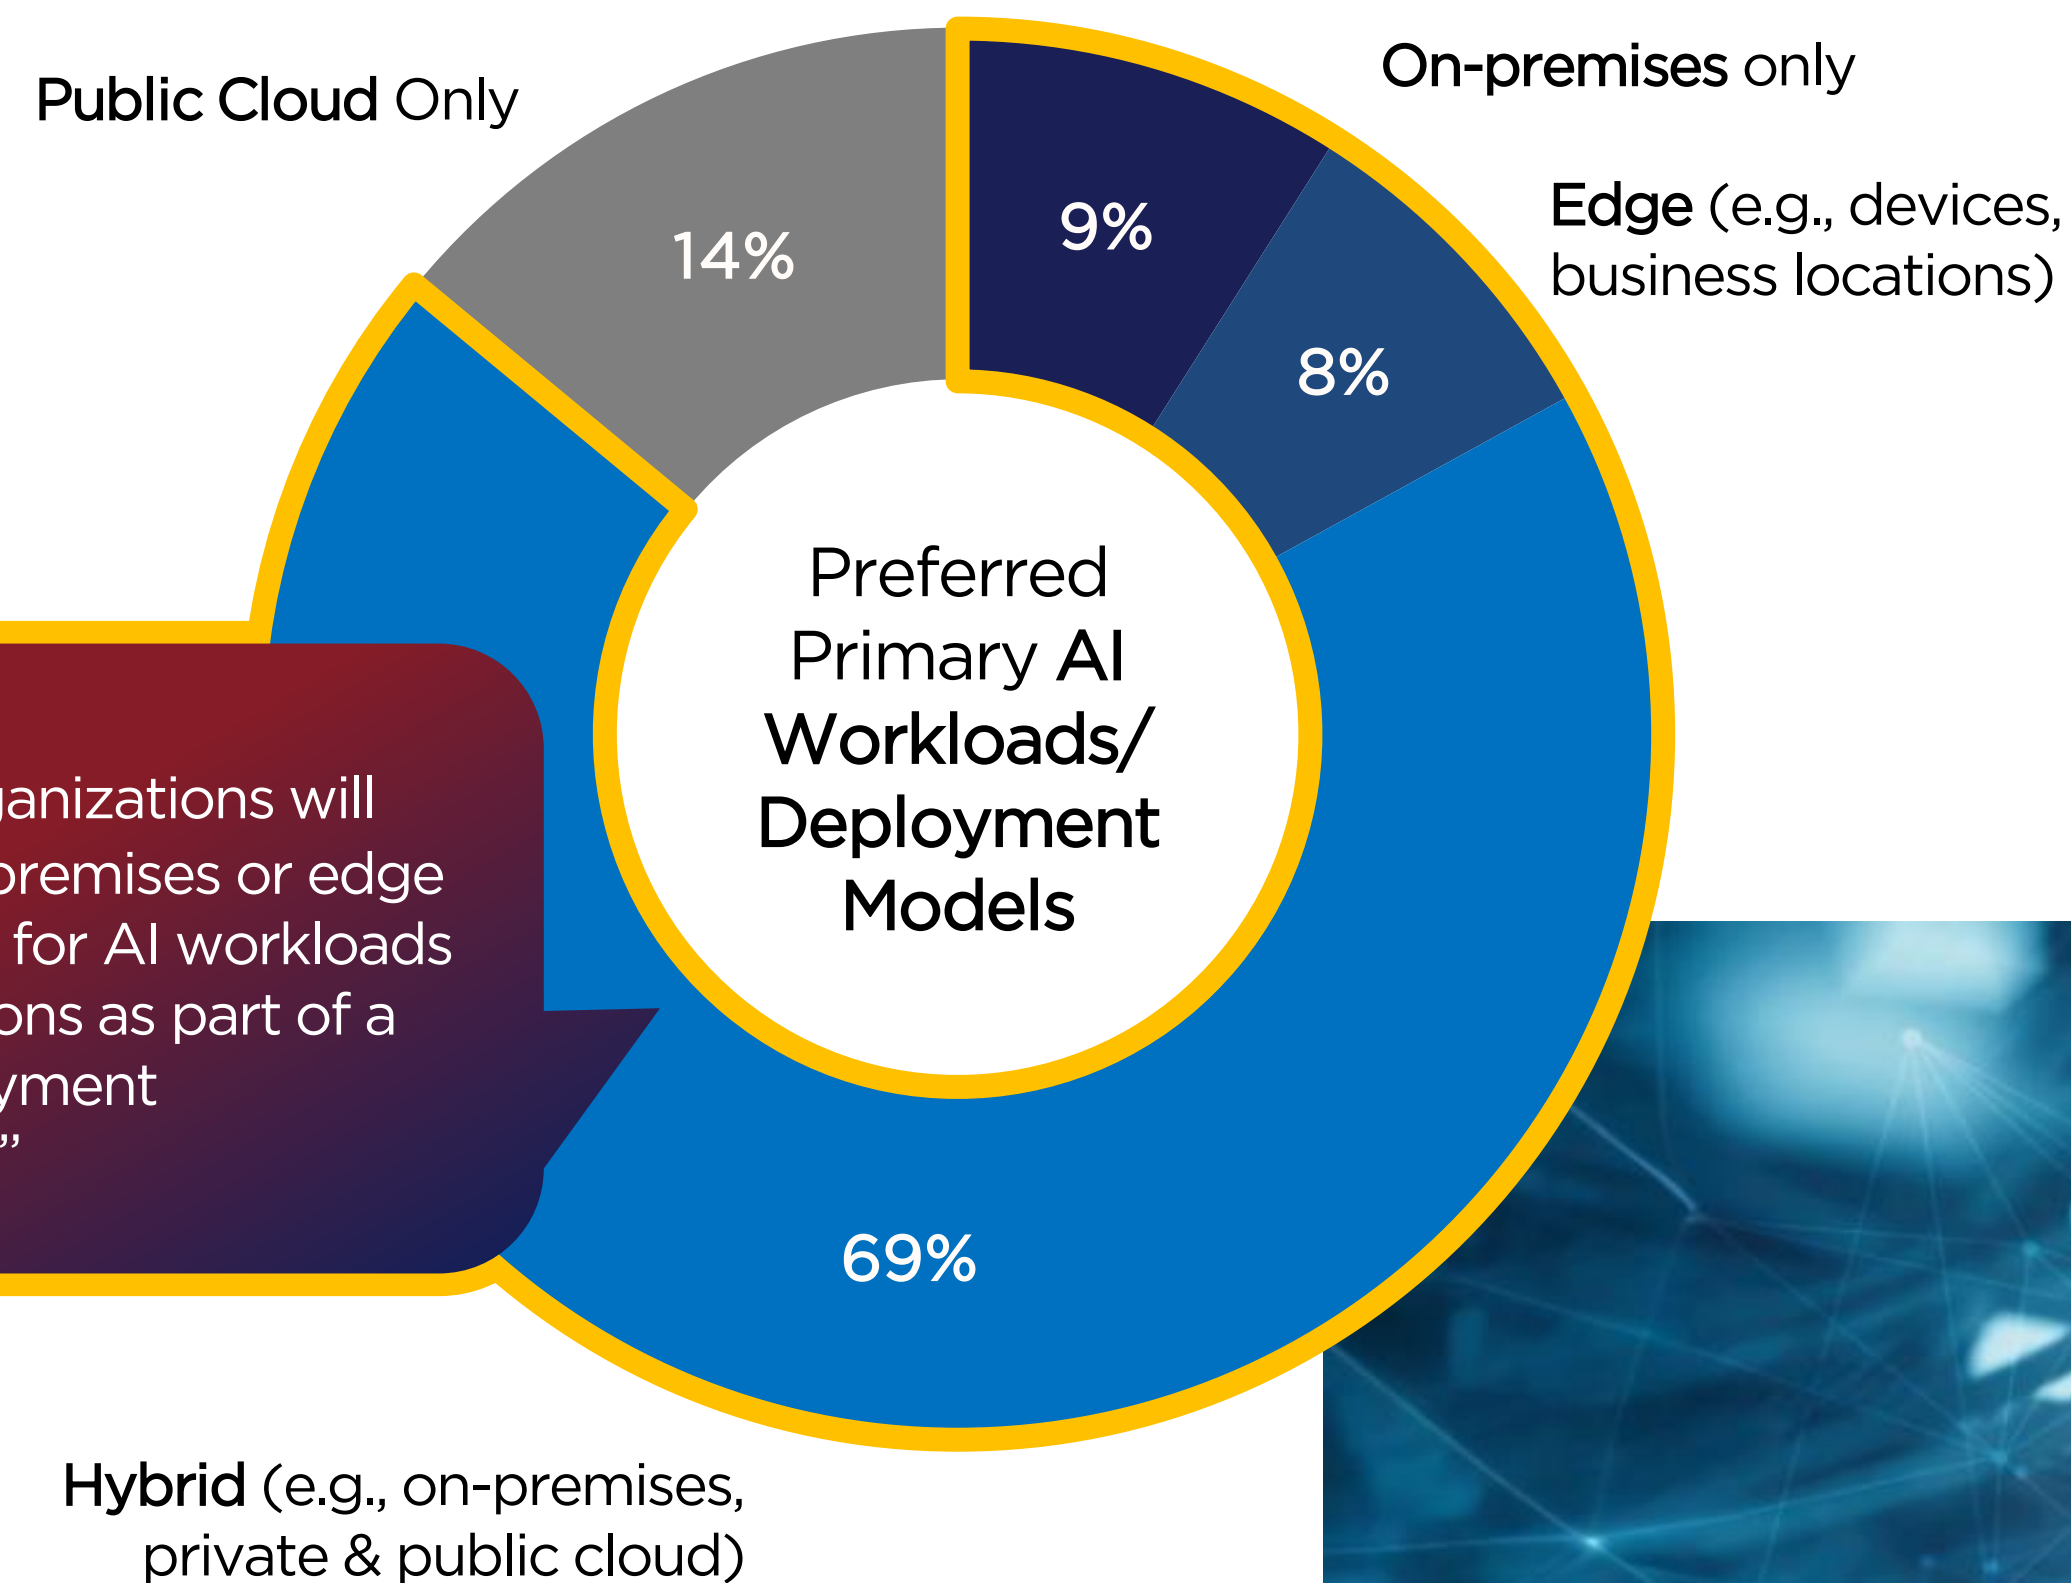 Public Cloud Only
On-premises only
Edge (e.g., devices,
business locations)
14%
9%
8%
Preferred
Primary AI
Workloads/
Deployment
Models
will
premises or edge
for AI workloads
as part of a
”
69%
Hybrid (e.g., on-premises,
private & public cloud)